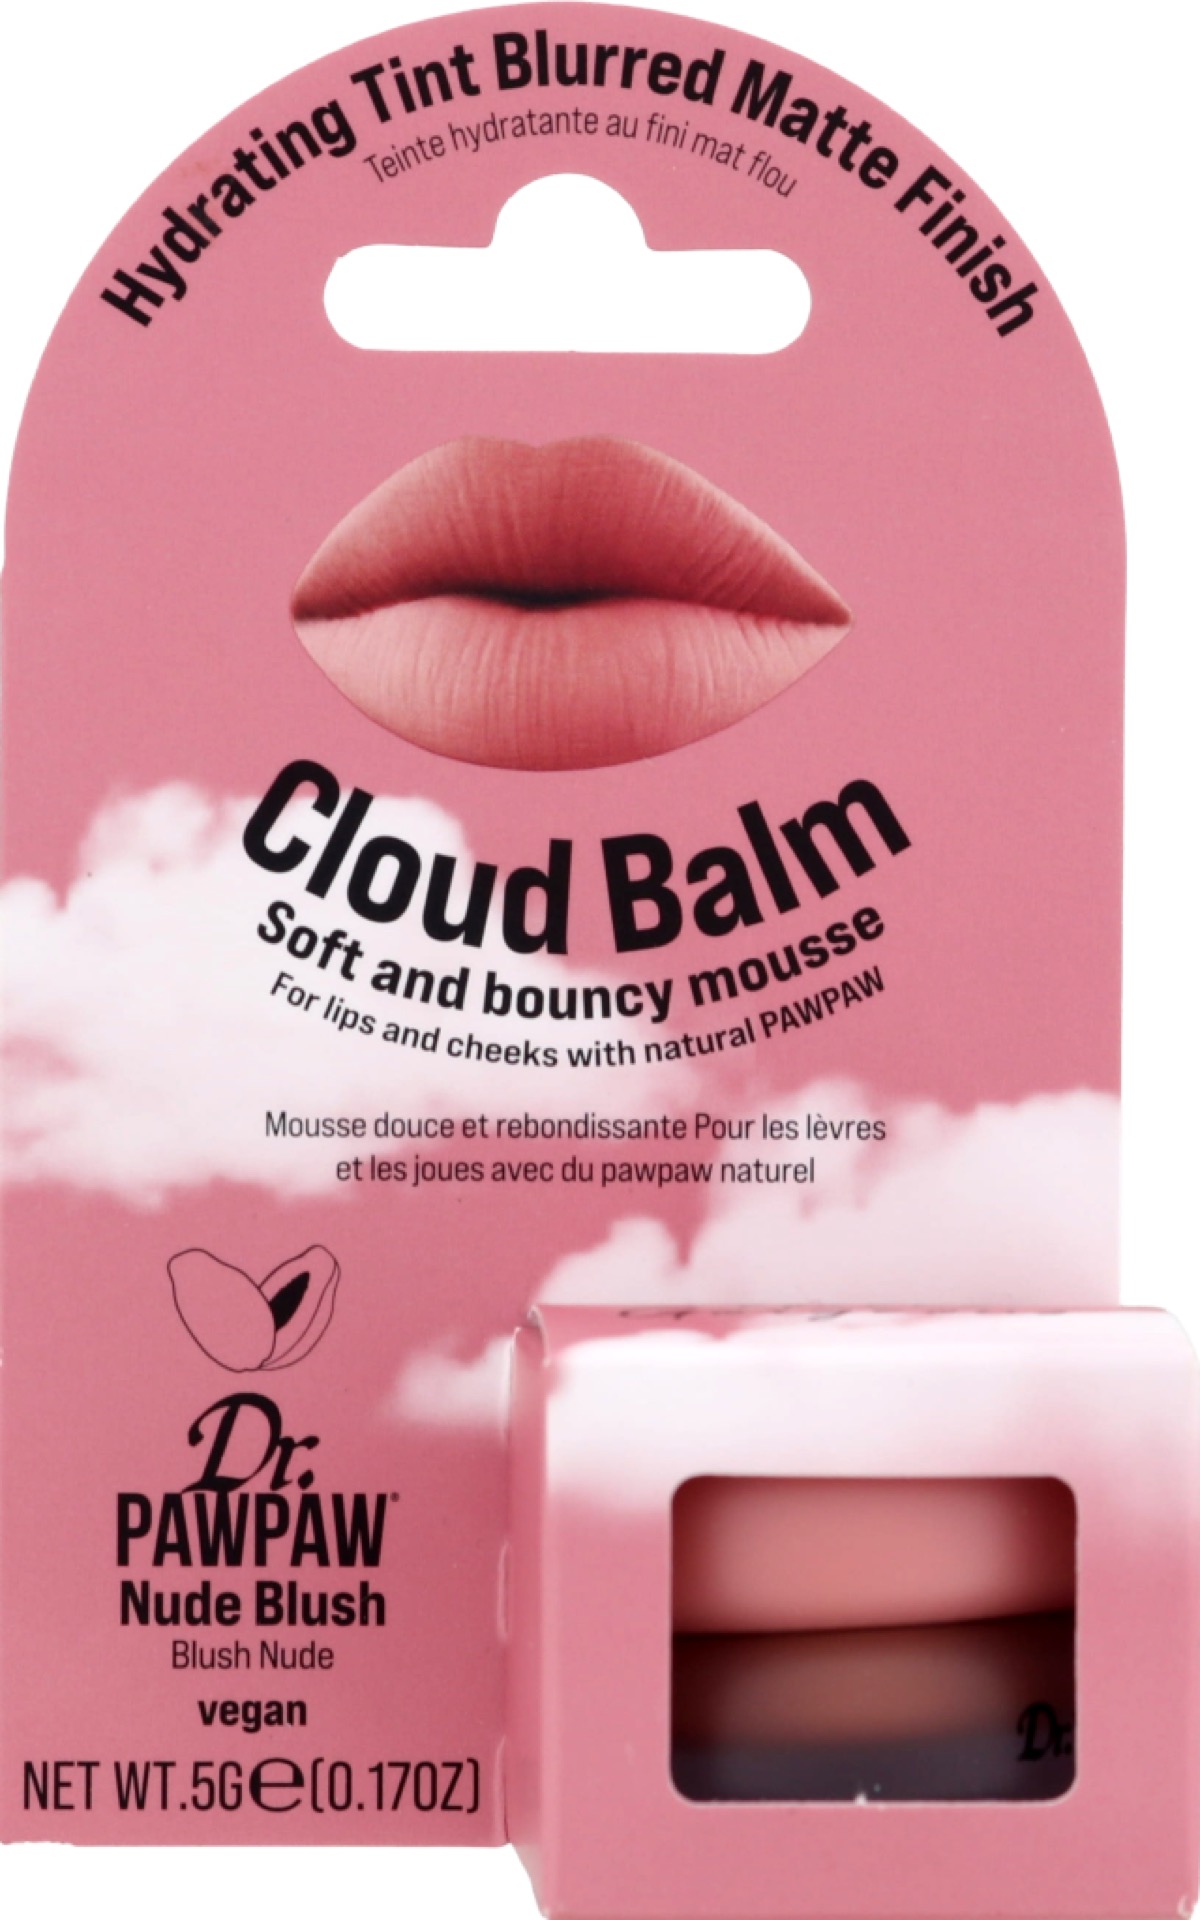 Hydrating Tint Blurred Matte Finish
Teinte hydratante au fini mat flou
Cloud Balm
Soft and bouncy mousse
For lips and cheeks with natural PAWPAW
Mousse douce et rebondissante Pour les lèvres
et les joues avec du pawpaw naturel
Dr.
PAWPAW®
Nude Blush
Blush Nude
vegan
NET WT.5G℮(0.17OZ)
Dr.